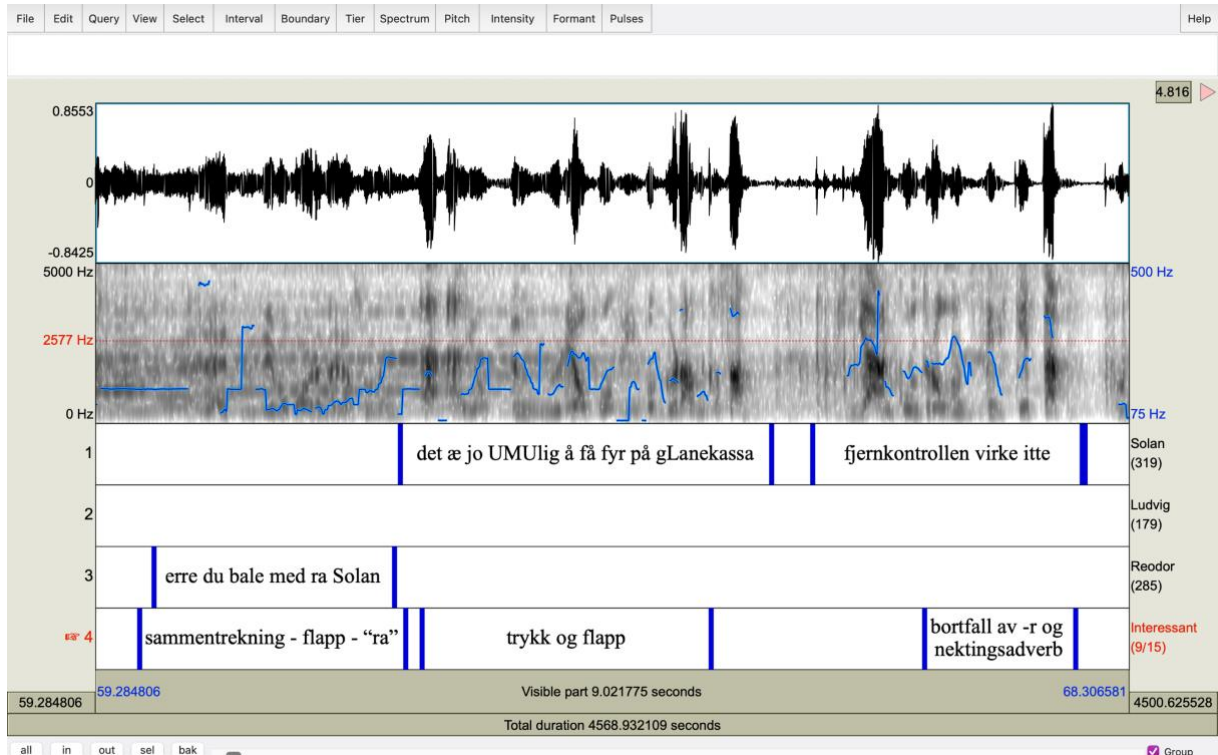 File Edit Query View Select Interval Boundary Tier Spectrum Pitch Intensity Formant Pulses Help
4.816
0.8553
0
-0.8425
5000 Hz 500 Hz
2577 Hz
0 Hz 75 Hz
1 det æ jo UMUlig å få fyr på gLanekassa fjernkontrollen virke itte Solan
(319)
2 Ludvig
(179)
3 erre du bale med ra Solan Reodor
(285)
4 sammentrekning - flapp - “ra” trykk og flapp bortfall av -r og
nektingsadverb Interessant
(9/15)
59.284806 Visible part 9.021775 seconds 68.306581
59.284806 4500.625528
Total duration 4568.932109 seconds
all in out sel bak Group